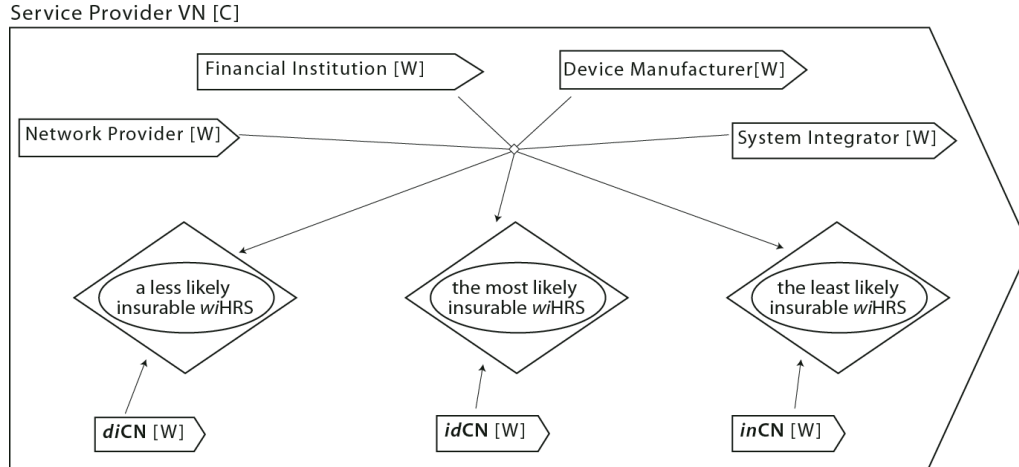 Service Provider VN [C]
Financial Institution [W]
Device Manufacturer[W]
Network Provider [W]
System Integrator [W]
a less likely
insurable wiHRS
the most likely
insurable wiHRS
the least likely
insurable wiHRS
diCN [W]
idCN [W]
inCN [W]